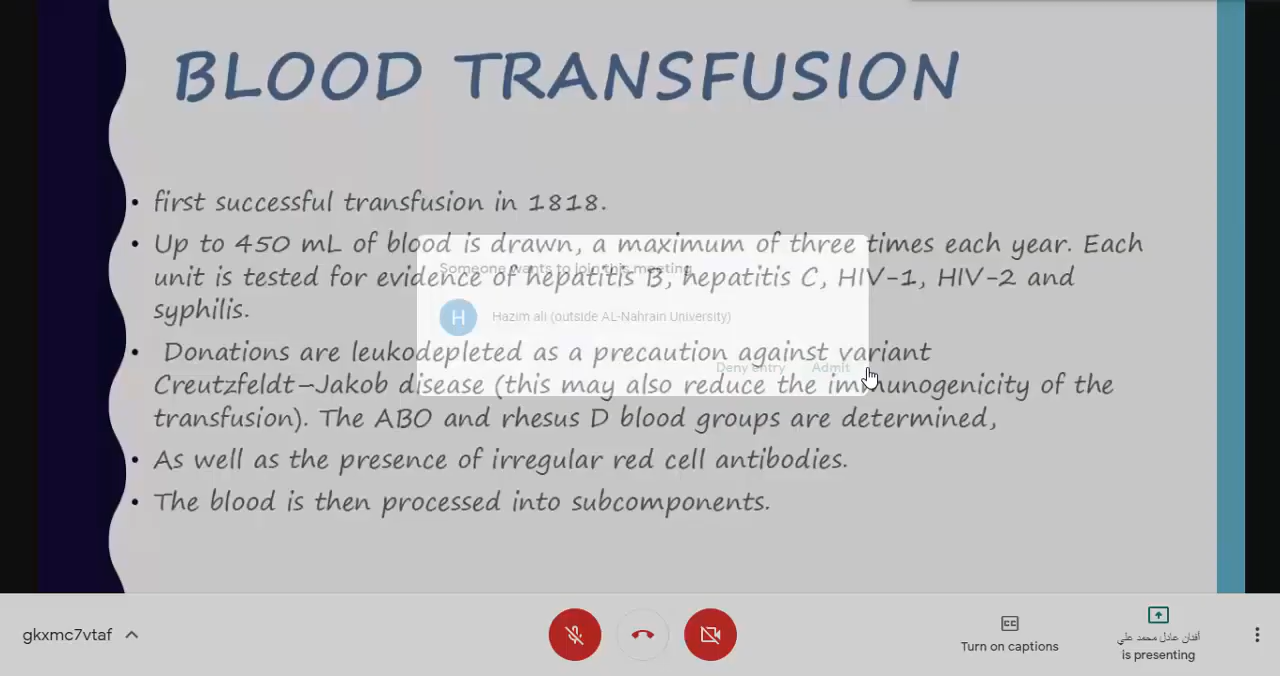 BLOOD TRANSFUSION
• first successful transfusion in 1818.
• Up to 450 mL of blood is drawn, a maximum of three times each year. Each
unit is tested for evidence of hepatitis B, hepatitis C, HIV-1, HIV-2 and
syphilis.
• Donations are leukodepleted as a precaution against variant
Creutzfeldt–Jakob disease (this may also reduce the immunogenicity of the
transfusion). The ABO and rhesus D blood groups are determined,
• As well as the presence of irregular red cell antibodies.
• The blood is then processed into subcomponents.
Someone wants to join this meeting
H
Hazim ali (outside AL-Nahrain University)
Deny entry Admit
gkxmc7vtaf
CC
Turn on captions
أفنان عادل محمد علي
is presenting